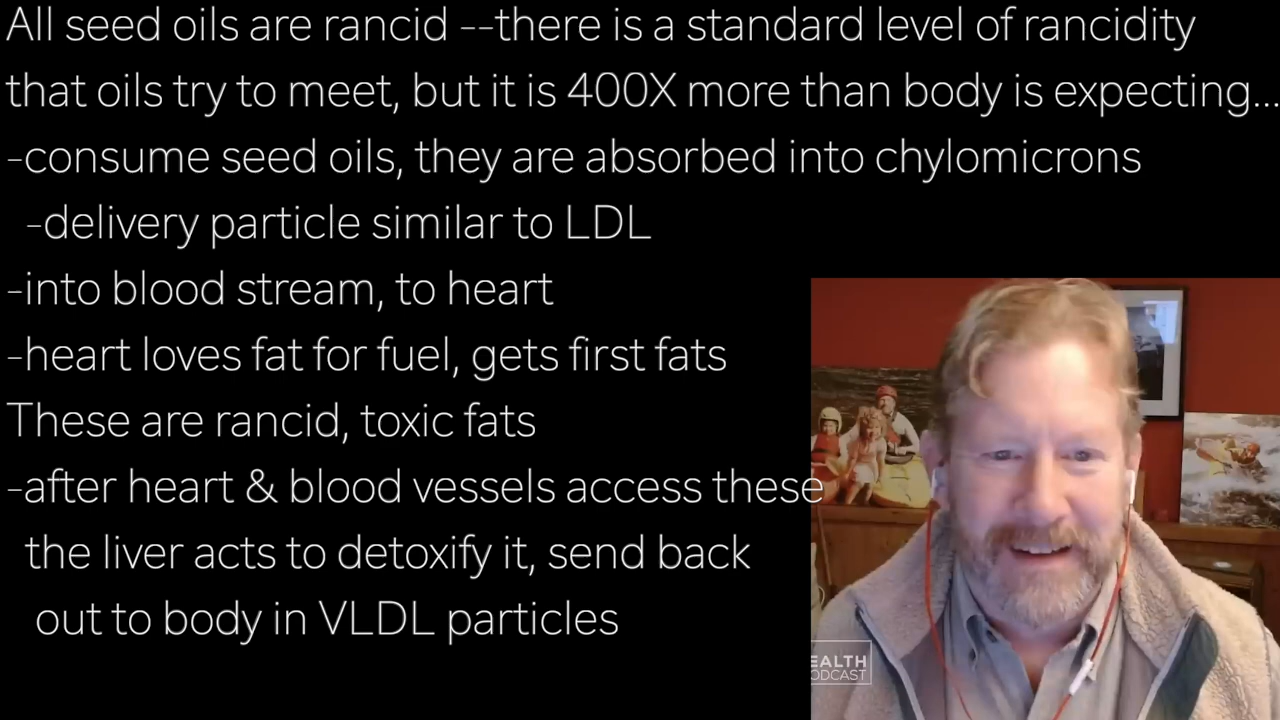 All seed oils are rancid --there is a standard level of rancidity
that oils try to meet, but it is 400X more than body is expecting...
-consume seed oils, they are absorbed into chylomicrons
-delivery particle similar to LDL
-into blood stream, to heart
-heart loves fat for fuel, gets first fats
These are rancid, toxic fats
-after heart & blood vessels access these
the liver acts to detoxify it, send back
out to body in VLDL particles
EALTH
ODCAST